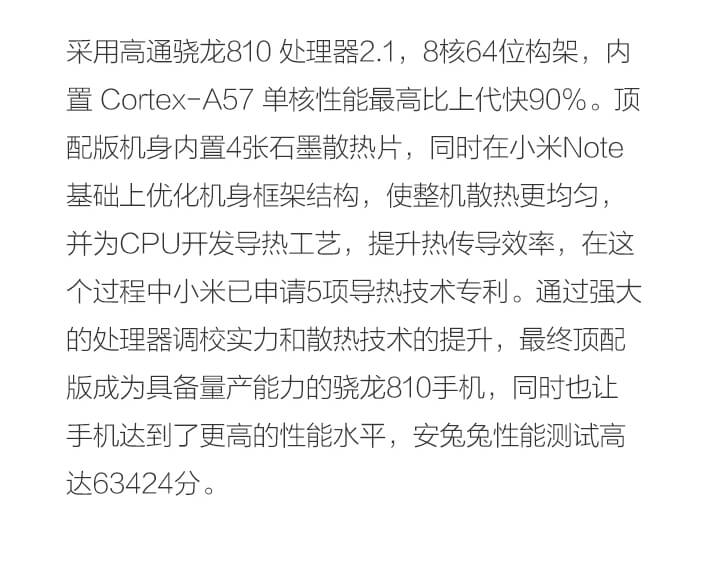 采用高通骁龙810 处理器2.1，8核64位构架，内
置 Cortex-A57 单核性能最高比上代快90%。顶
配版机身内置4张石墨散热片，同时在小米Note
基础上优化机身框架结构，使整机散热更均匀，
并为CPU开发导热工艺，提升热传导效率，在这
个过程中小米已申请5项导热技术专利。通过强大
的处理器调校实力和散热技术的提升，最终顶配
版成为具备量产能力的骁龙810手机，同时也让
手机达到了更高的性能水平，安兔兔性能测试高
达63424分。